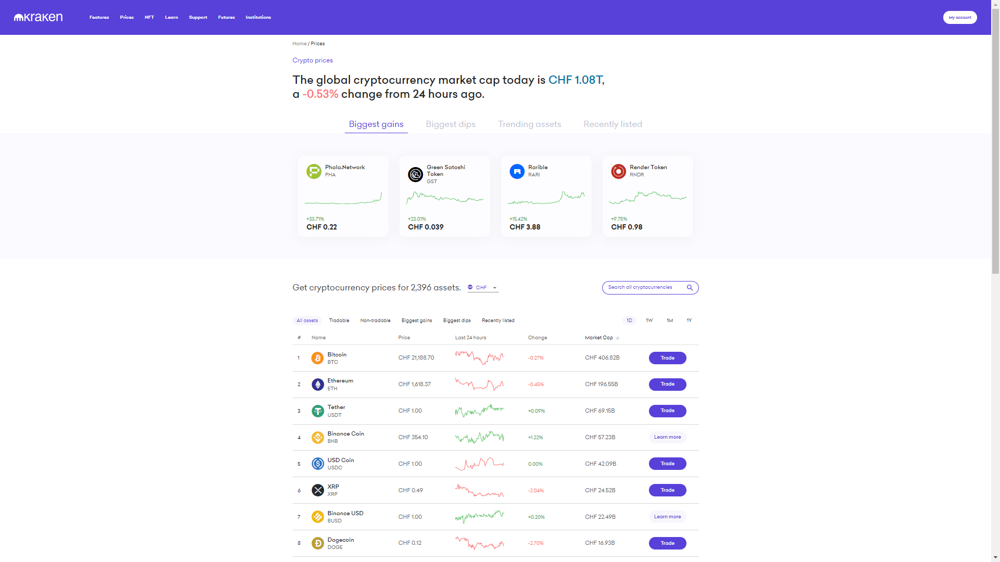 kraken
Features Prices NFT Learn Support Futures Institutions
My account
Home / Prices
Crypto prices
The global cryptocurrency market cap today is CHF 1.08T,
a -0.53% change from 24 hours ago.
Biggest gains Biggest dips Trending assets Recently listed
Phala.Network
PHA
+33.71%
CHF 0.22
Green Satoshi
Token
GST
+23.01%
CHF 0.039
Rarible
RARI
+15.42%
CHF 3.88
Render Token
RNDR
+9.75%
CHF 0.98
Get cryptocurrency prices for 2,396 assets. CHF
Search all cryptocurrencies
All assets Tradable Non-tradable Biggest gains Biggest dips Recently listed 1D 1W 1M 1Y
# Name Price Last 24 hours Change Market Cap
1 Bitcoin BTC CHF 21,188.70 -0.27% CHF 406.82B Trade
2 Ethereum ETH CHF 1,618.37 -0.45% CHF 196.55B Trade
3 Tether USDT CHF 1.00 +0.09% CHF 69.15B Trade
4 Binance Coin BNB CHF 354.10 +1.22% CHF 57.23B Learn more
5 USD Coin USDC CHF 1.00 0.00% CHF 42.09B Trade
6 XRP XRP CHF 0.49 -2.04% CHF 24.52B Trade
7 Binance USD BUSD CHF 1.00 +0.20% CHF 22.49B Learn more
8 Dogecoin DOGE CHF 0.12 -2.70% CHF 16.93B Trade